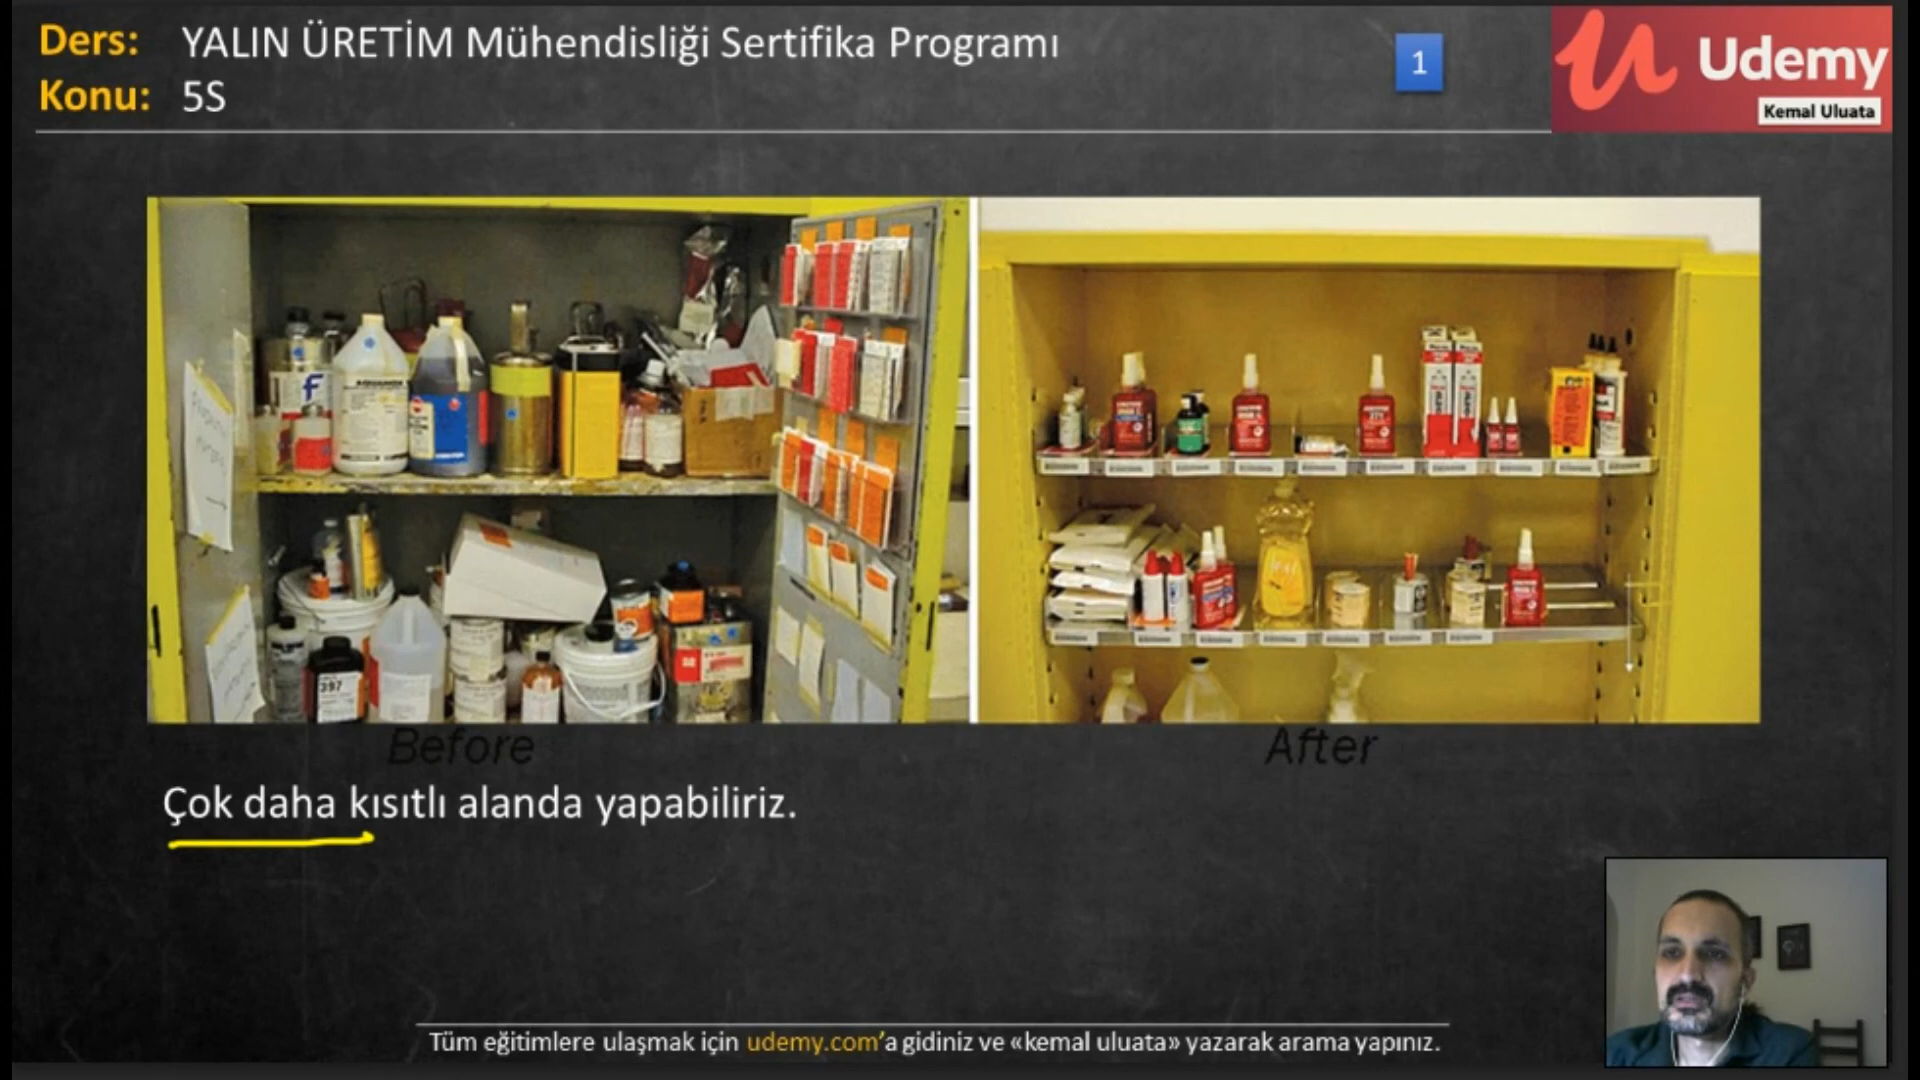 Ders: YALIN ÜRETİM Mühendisliği Sertifika Programı
Konu: 5S
1
Udemy
Kemal Uluata
397
Before
After
Çok daha kısıtlı alanda yapabiliriz.
Tüm eğitimlere ulaşmak için udemy.com'a gidiniz ve «kemal uluata» yazarak arama yapınız.